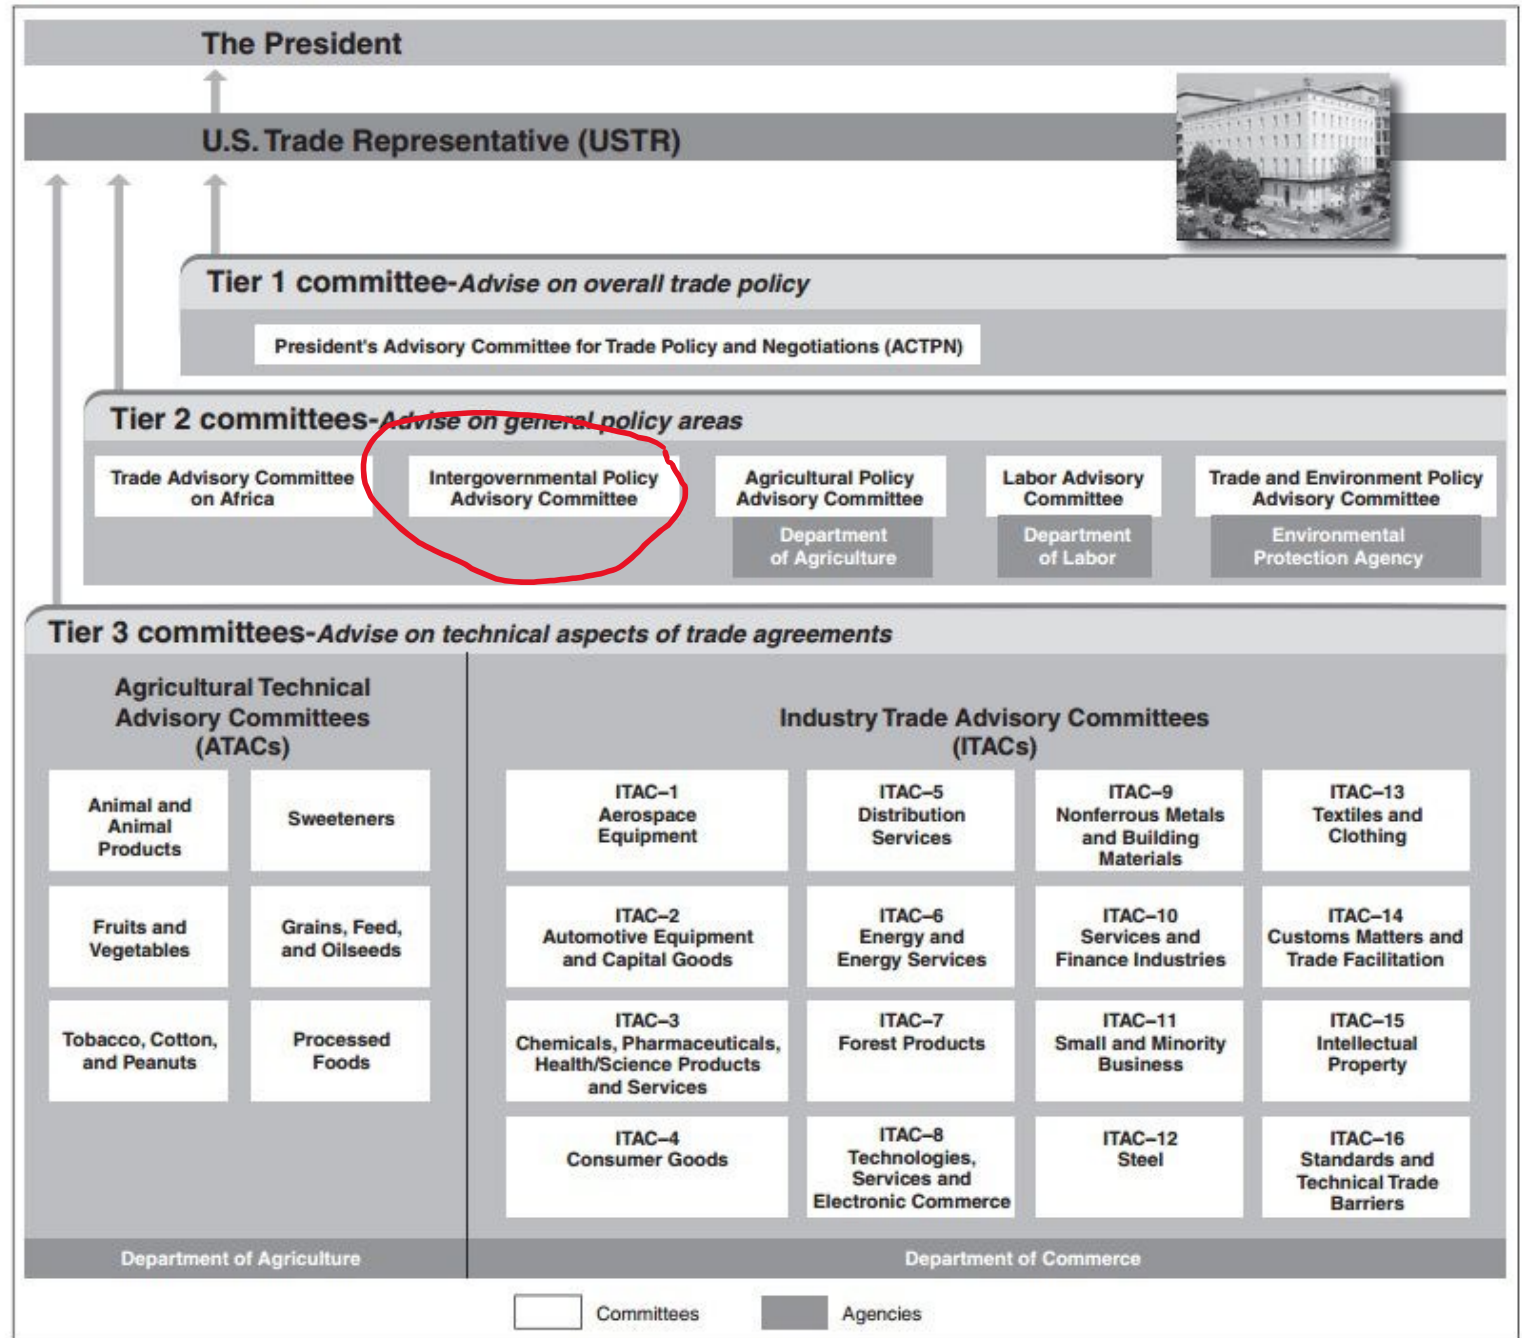 The President
U.S. Trade Representative (USTR)
Tier 1 committee-Advise on overall trade policy
President's Advisory Committee for Trade Policy and Negotiations (ACTPN)
Tier 2 committees-Advise on general policy areas
Trade Advisory Committee
on Africa
Intergovernmental Policy
Advisory Committee
Agricultural Policy
Advisory Committee
Department
of Agriculture
Labor Advisory
Committee
Department
of Labor
Trade and Environment Policy
Advisory Committee
Environmental
Protection Agency
Tier 3 committees-Advise on technical aspects of trade agreements
Agricultural Technical
Advisory Committees
(ATACs)
Animal and
Animal
Products
Sweeteners
Fruits and
Vegetables
Grains, Feed,
and Oilseeds
Tobacco, Cotton,
and Peanuts
Processed
Foods
Department of Agriculture
Industry Trade Advisory Committees
(ITACs)
ITAC–1
Aerospace
Equipment
ITAC–5
Distribution
Services
ITAC–9
Nonferrous Metals
and Building
Materials
ITAC–13
Textiles and
Clothing
ITAC–2
Automotive Equipment
and Capital Goods
ITAC–6
Energy and
Energy Services
ITAC–10
Services and
Finance Industries
ITAC–14
Customs Matters and
Trade Facilitation
ITAC–3
Chemicals, Pharmaceuticals,
Health/Science Products
and Services
ITAC–7
Forest Products
ITAC–11
Small and Minority
Business
ITAC–15
Intellectual
Property
ITAC–4
Consumer Goods
ITAC–8
Technologies,
Services and
Electronic Commerce
ITAC–12
Steel
ITAC–16
Standards and
Technical Trade
Barriers
Department of Commerce
Committees
Agencies